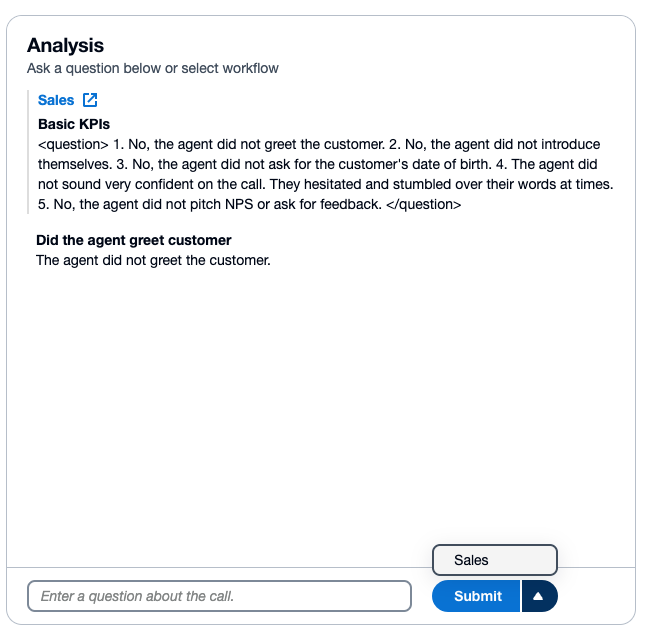 Analysis
Ask a question below or select workflow
Sales
Basic KPIs
<question> 1. No, the agent did not greet the customer. 2. No, the agent did not introduce
themselves. 3. No, the agent did not ask for the customer's date of birth. 4. The agent did
not sound very confident on the call. They hesitated and stumbled over their words at times.
5. No, the agent did not pitch NPS or ask for feedback. </question>
Did the agent greet customer
The agent did not greet the customer.
Sales
Enter a question about the call.
Submit